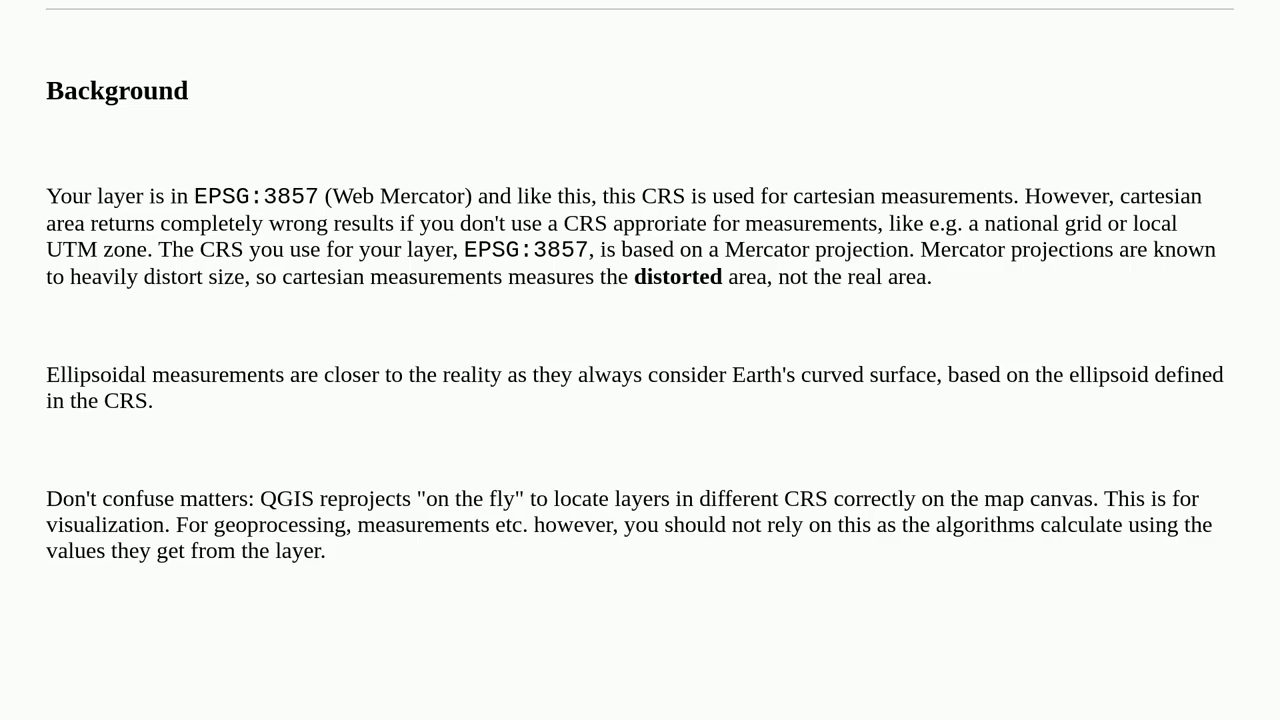 Background
Your layer is in EPSG:3857 (Web Mercator) and like this, this CRS is used for cartesian measurements. However, cartesian
area returns completely wrong results if you don't use a CRS approriate for measurements, like e.g. a national grid or local
UTM zone. The CRS you use for your layer, EPSG:3857, is based on a Mercator projection. Mercator projections are known
to heavily distort size, so cartesian measurements measures the distorted area, not the real area.
Ellipsoidal measurements are closer to the reality as they always consider Earth's curved surface, based on the ellipsoid defined
in the CRS.
Don't confuse matters: QGIS reprojects "on the fly" to locate layers in different CRS correctly on the map canvas. This is for
visualization. For geoprocessing, measurements etc. however, you should not rely on this as the algorithms calculate using the
values they get from the layer.